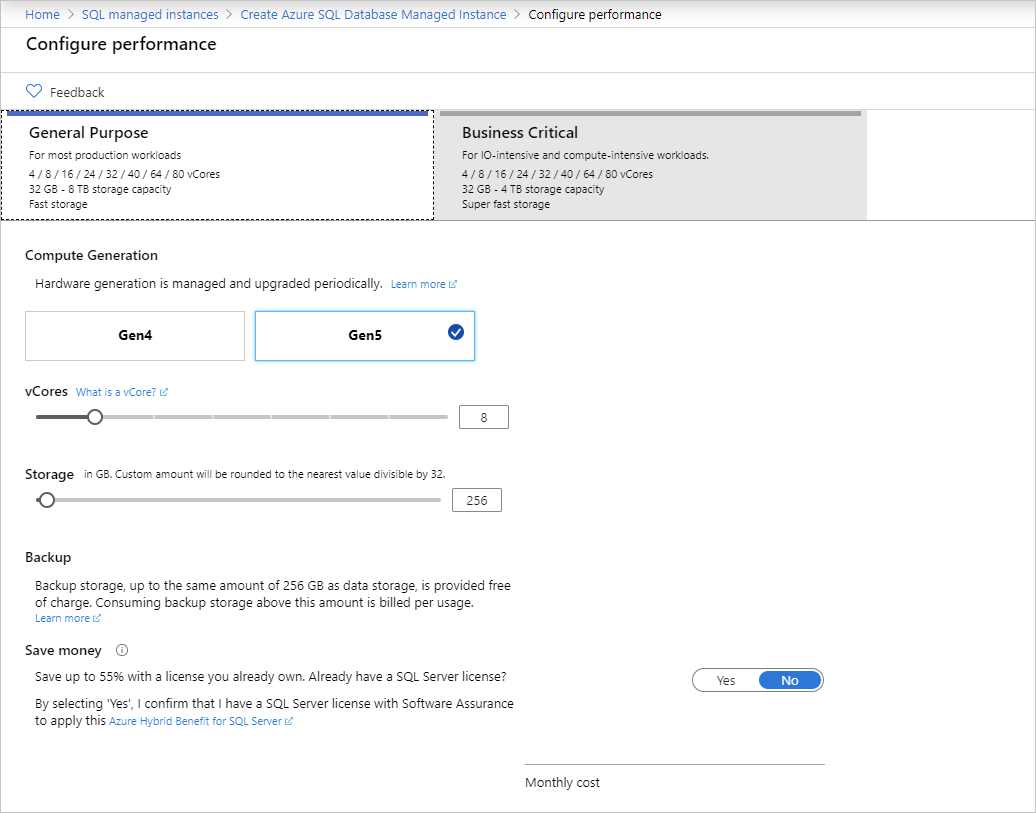 Home > SQL managed instances > Create Azure SQL Database Managed Instance > Configure performance
Configure performance
Feedback
General Purpose
For most production workloads
4 / 8 / 16 / 24 / 32 / 40 / 64 / 80 vCores
32 GB - 8 TB storage capacity
Fast storage
Business Critical
For IO-intensive and compute-intensive workloads.
4 / 8 / 16 / 24 / 32 / 40 / 64 / 80 vCores
32 GB - 4 TB storage capacity
Super fast storage
Compute Generation
Hardware generation is managed and upgraded periodically. Learn more
Gen4
Gen5
vCores What is a vCore?
8
Storage in GB. Custom amount will be rounded to the nearest value divisible by 32.
256
Backup
Backup storage, up to the same amount of 256 GB as data storage, is provided free
of charge. Consuming backup storage above this amount is billed per usage.
Learn more
Save money
Save up to 55% with a license you already own. Already have a SQL Server license?
Yes No
By selecting 'Yes', I confirm that I have a SQL Server license with Software Assurance
to apply this Azure Hybrid Benefit for SQL Server
Monthly cost